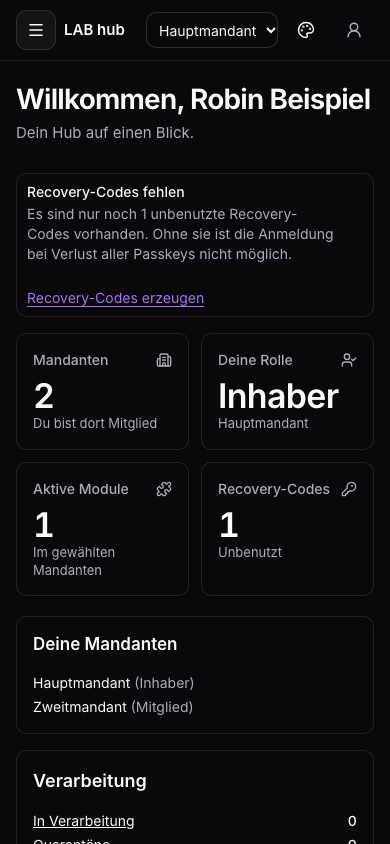 LAB hub
Hauptmandant
Willkommen, Robin Beispiel
Dein Hub auf einen Blick.
Recovery-Codes fehlen
Es sind nur noch 1 unbenutzte Recovery-
Codes vorhanden. Ohne sie ist die Anmeldung
bei Verlust aller Passkeys nicht möglich.
Recovery-Codes erzeugen
Mandanten
2
Du bist dort Mitglied
Deine Rolle
Inhaber
Hauptmandant
Aktive Module
1
Im gewählten
Mandanten
Recovery-Codes
1
Unbenutzt
Deine Mandanten
Hauptmandant (Inhaber)
Zweitmandant (Mitglied)
Verarbeitung
In Verarbeitung 0
Quarantäne 0